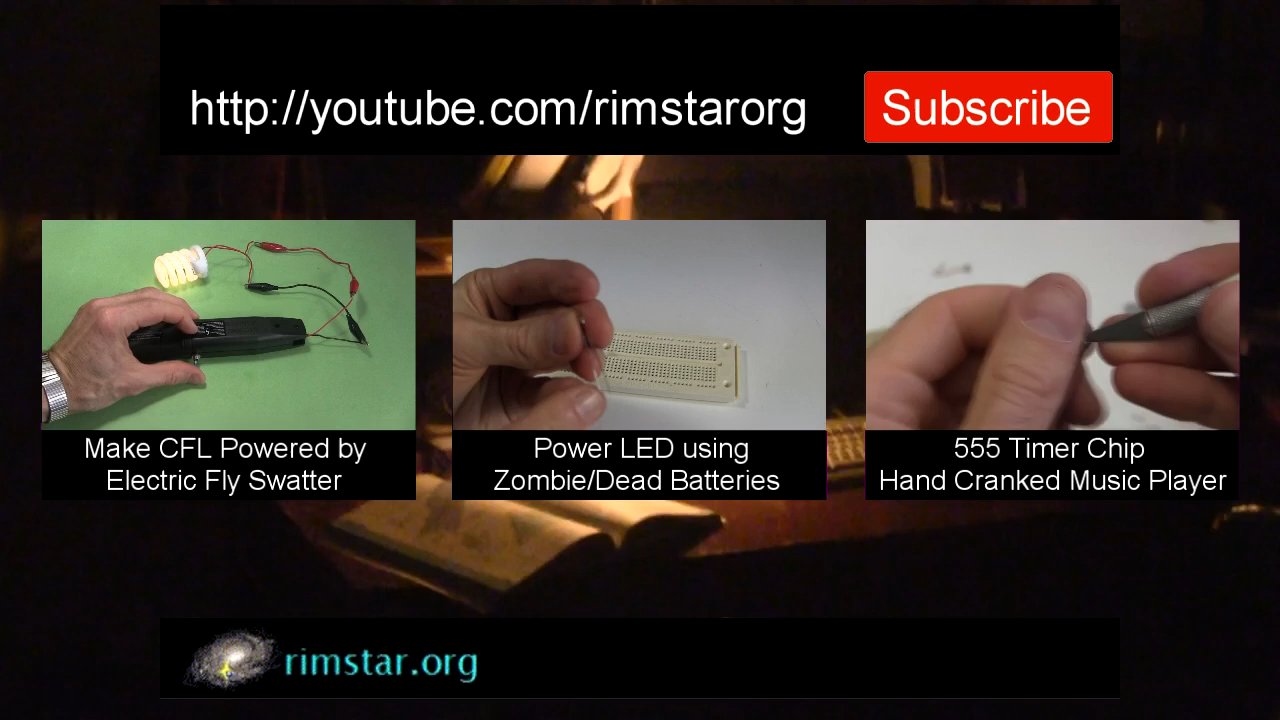 http://youtube.com/rimstarorg
Subscribe
Make CFL Powered by
Electric Fly Swatter
Power LED using
Zombie/Dead Batteries
555 Timer Chip
Hand Cranked Music Player
rimstar.org